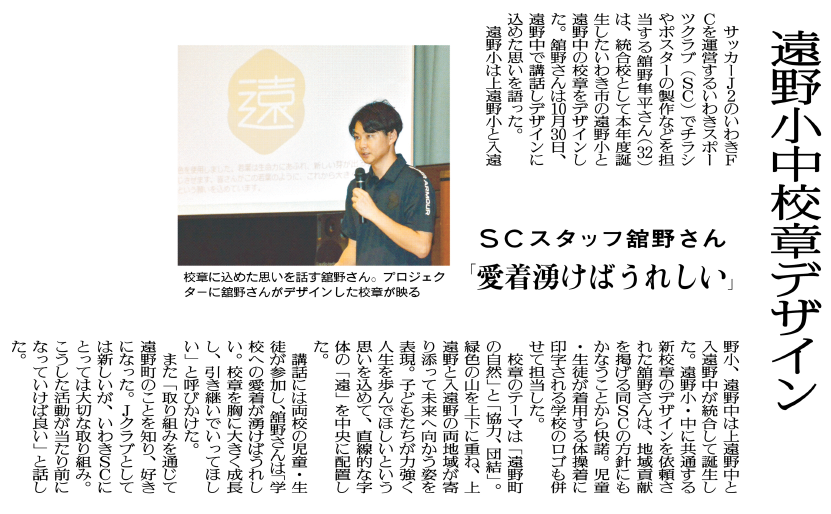 遠野小中校章デザイン
SCスタッフ舘野さん
「愛着湧けばうれしい」
サッカーJ2のいわきF
Cを運営するいわきスポー
ツクラブ（SC）でチラシ
やポスターの製作などを担
当する舘野隼平さん（32）
は、統合校として本年度誕
生したいわき市の遠野小と
遠野中の校章をデザインし
た。舘野さんは10月30日、
遠野中で講話しデザインに
込めた思いを語った。
遠野小は上遠野小と入遠
野小、遠野中は上遠野中と
入遠野中が統合して誕生し
た。遠野小・中に共通する
新校章のデザインを依頼さ
れた舘野さんは、地域貢献
を掲げる同SCの方針にも
かなうことから快諾。児童
・生徒が着用する体操着に
印字される学校のロゴも併
せて担当した。
校章のテーマは「遠野町
の自然」と「協力、団結」。
緑色の山を上下に重ね、上
遠野と入遠野の両地域が寄
り添って未来へ向かう姿を
表現。子どもたちが力強く
人生を歩んでほしいという
思いを込めて、直線的な字
体の「遠」を中央に配置し
た。
講話には両校の児童・生
徒が参加し、舘野さんは「学
校への愛着が湧けばうれし
い。校章を胸に大きく成長
し、引き継いでいってほし
い」と呼びかけた。
また「取り組みを通じて
遠野町のことを知り、好き
になった。Jクラブとして
は新しいが、いわきSCに
とっては大切な取り組み。
こうした活動が当たり前に
なっていけば良い」と話し
た。
遠
UNDER ARMOUR
校章に込めた思いを話す舘野さん。プロジェク
ターに舘野さんがデザインした校章が映る